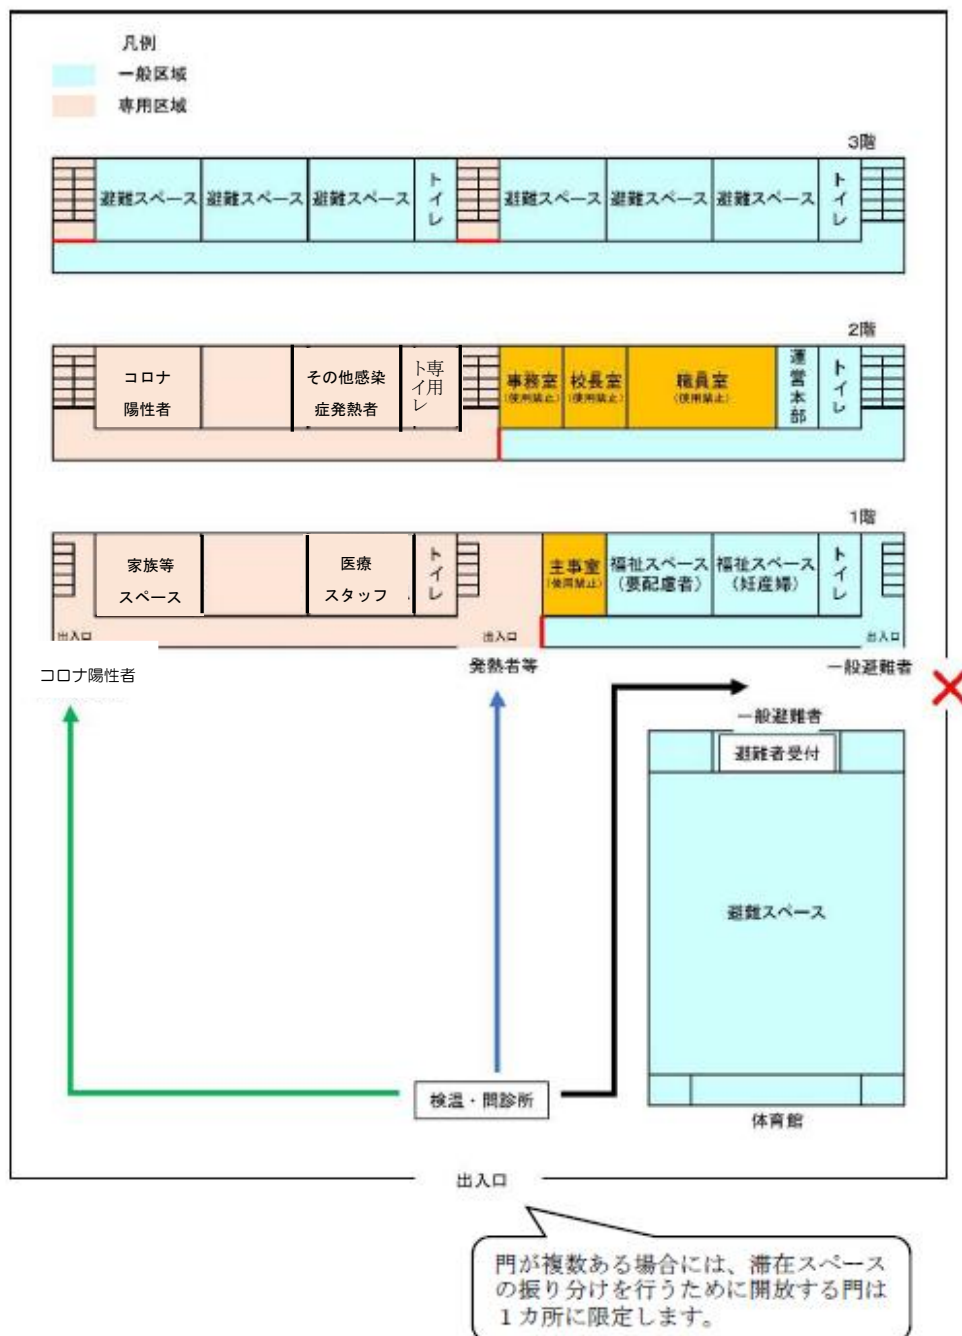 凡例
一般区域
専用区域
3階
避難スペース
避難スペース
避難スペース
トイレ
避難スペース
避難スペース
避難スペース
トイレ
2階
コロナ
陽性者
その他感染
症発熱者
専用
トイレ
事務室
(使用禁止)
校長室
(使用禁止)
職員室
(使用禁止)
運営本部
トイレ
1階
家族等
スペース
医療
スタッフ
トイレ
主事室
(使用禁止)
福祉スペース
(要配慮者)
福祉スペース
(妊産婦)
トイレ
出入口
出入口
出入口
コロナ陽性者
発熱者等
一般避難者
一般避難者
避難者受付
避難スペース
検温・問診所
体育館
出入口
門が複数ある場合には、滞在スペース
の振り分けを行うために開放する門は
1カ所に限定します。